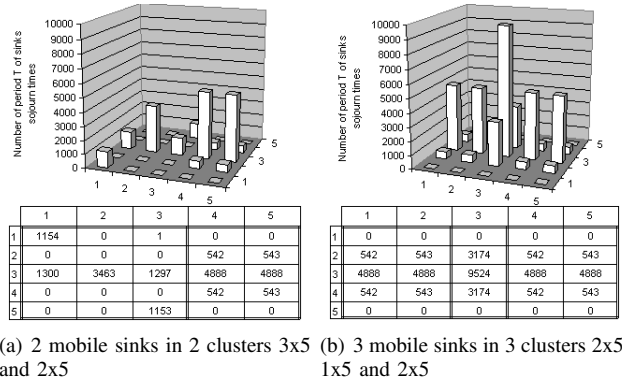 Number of period T of sinks
sojourn times
10000
9000
8000
7000
6000
5000
4000
3000
2000
1000
0
1 2 3 4 5
1 3 5
1 2 3 4 5
1 1154 0 1 0 0
2 0 0 0 542 543
3 1300 3463 1297 4888 4888
4 0 0 0 542 543
5 0 0 1153 0 0
(a) 2 mobile sinks in 2 clusters 3x5
and 2x5
Number of period T of sinks
sojourn times
10000
9000
8000
7000
6000
5000
4000
3000
2000
1000
0
1 2 3 4 5
1 3 5
1 2 3 4 5
1 0 0 0 0 0
2 542 543 3174 542 543
3 4888 4888 9524 4888 4888
4 542 543 3174 542 543
5 0 0 0 0 0
(b) 3 mobile sinks in 3 clusters 2x5
1x5 and 2x5